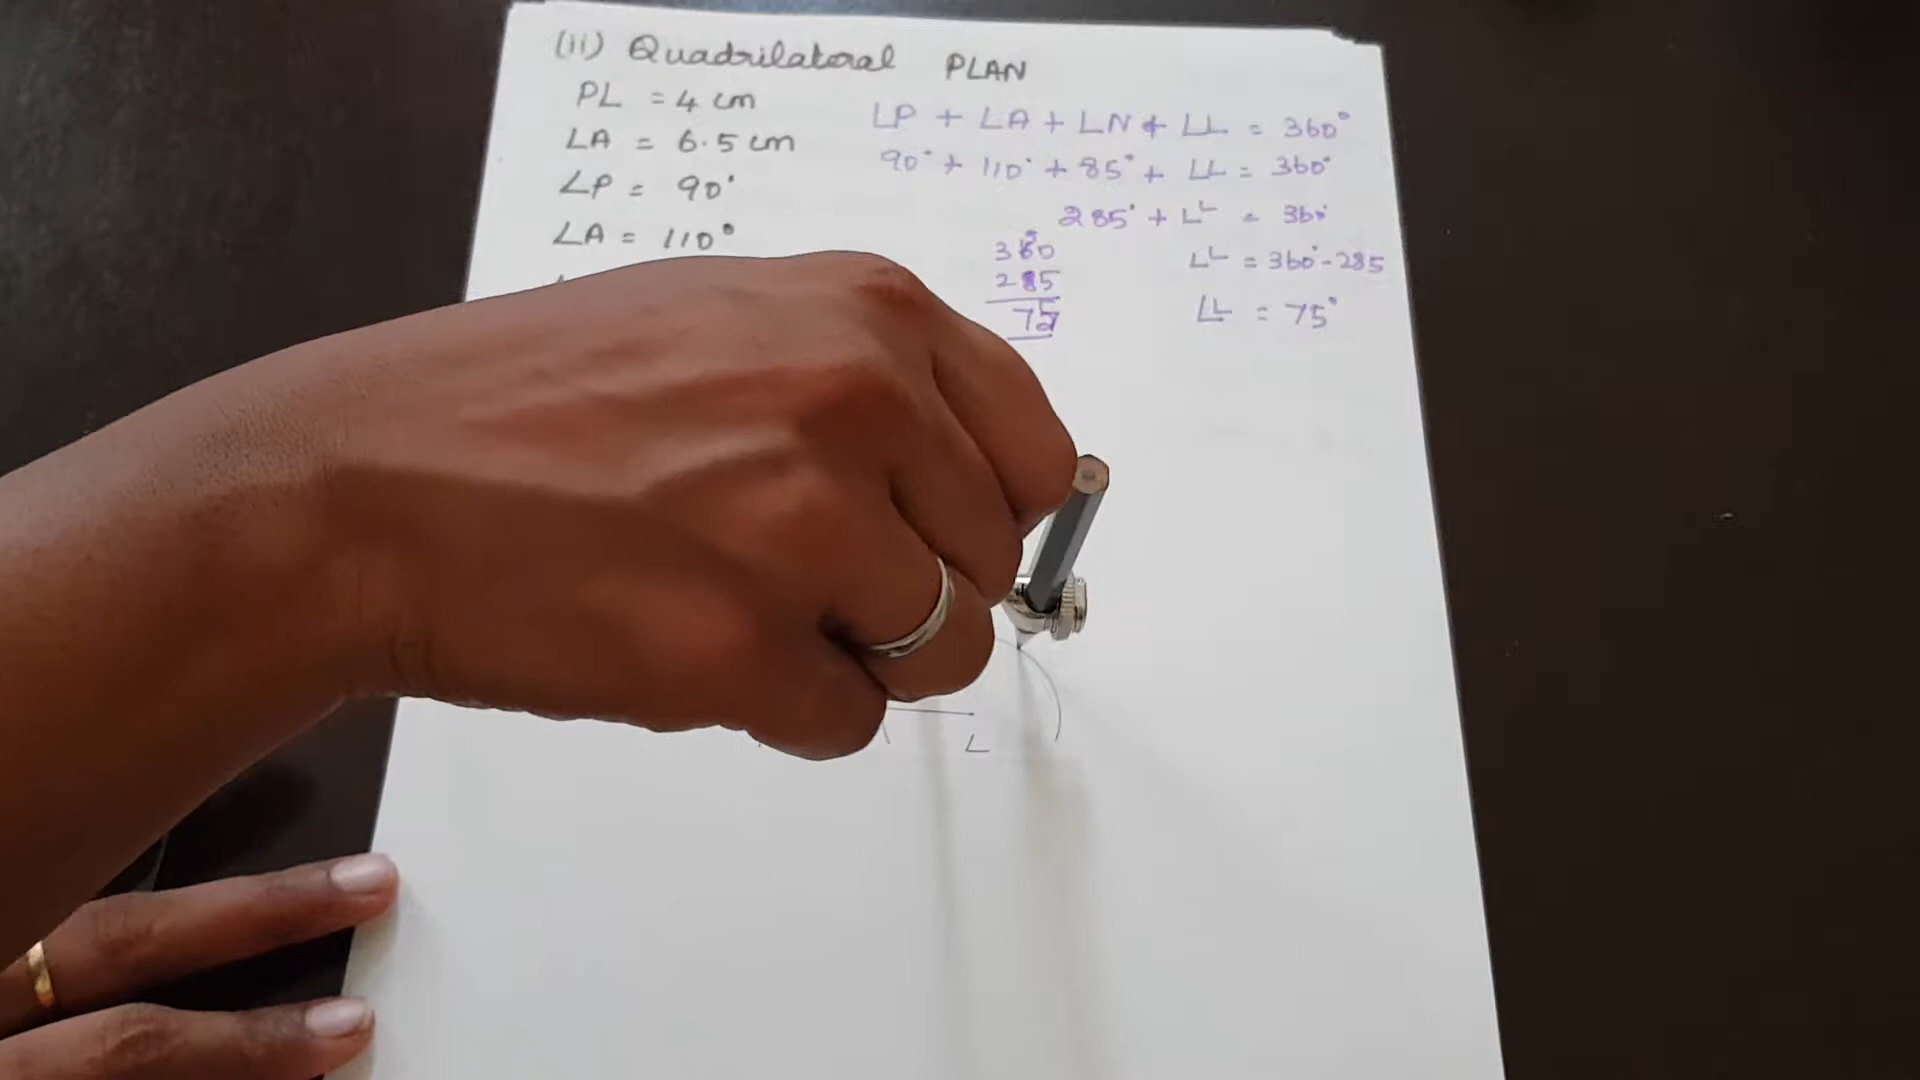 (ii) Quadrilateral PLAN
PL = 4 cm
LA = 6.5 cm
∠P = 90°
∠A = 110°
∠P + ∠A + ∠N + ∠L = 360°
90° + 110° + 85° + ∠L = 360°
285° + ∠L = 360°
∠L = 360° - 285
∠L = 75°
360
285
75
L